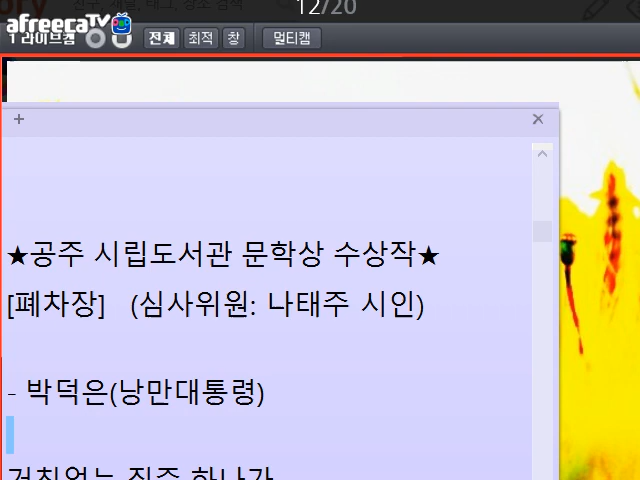 12/20
afreecaTV
1 라이브캠
전체 최적 창 멀티캠
★공주 시립도서관 문학상 수상작★
[폐차장] (심사위원: 나태주 시인)
- 박덕은(낭만대통령)